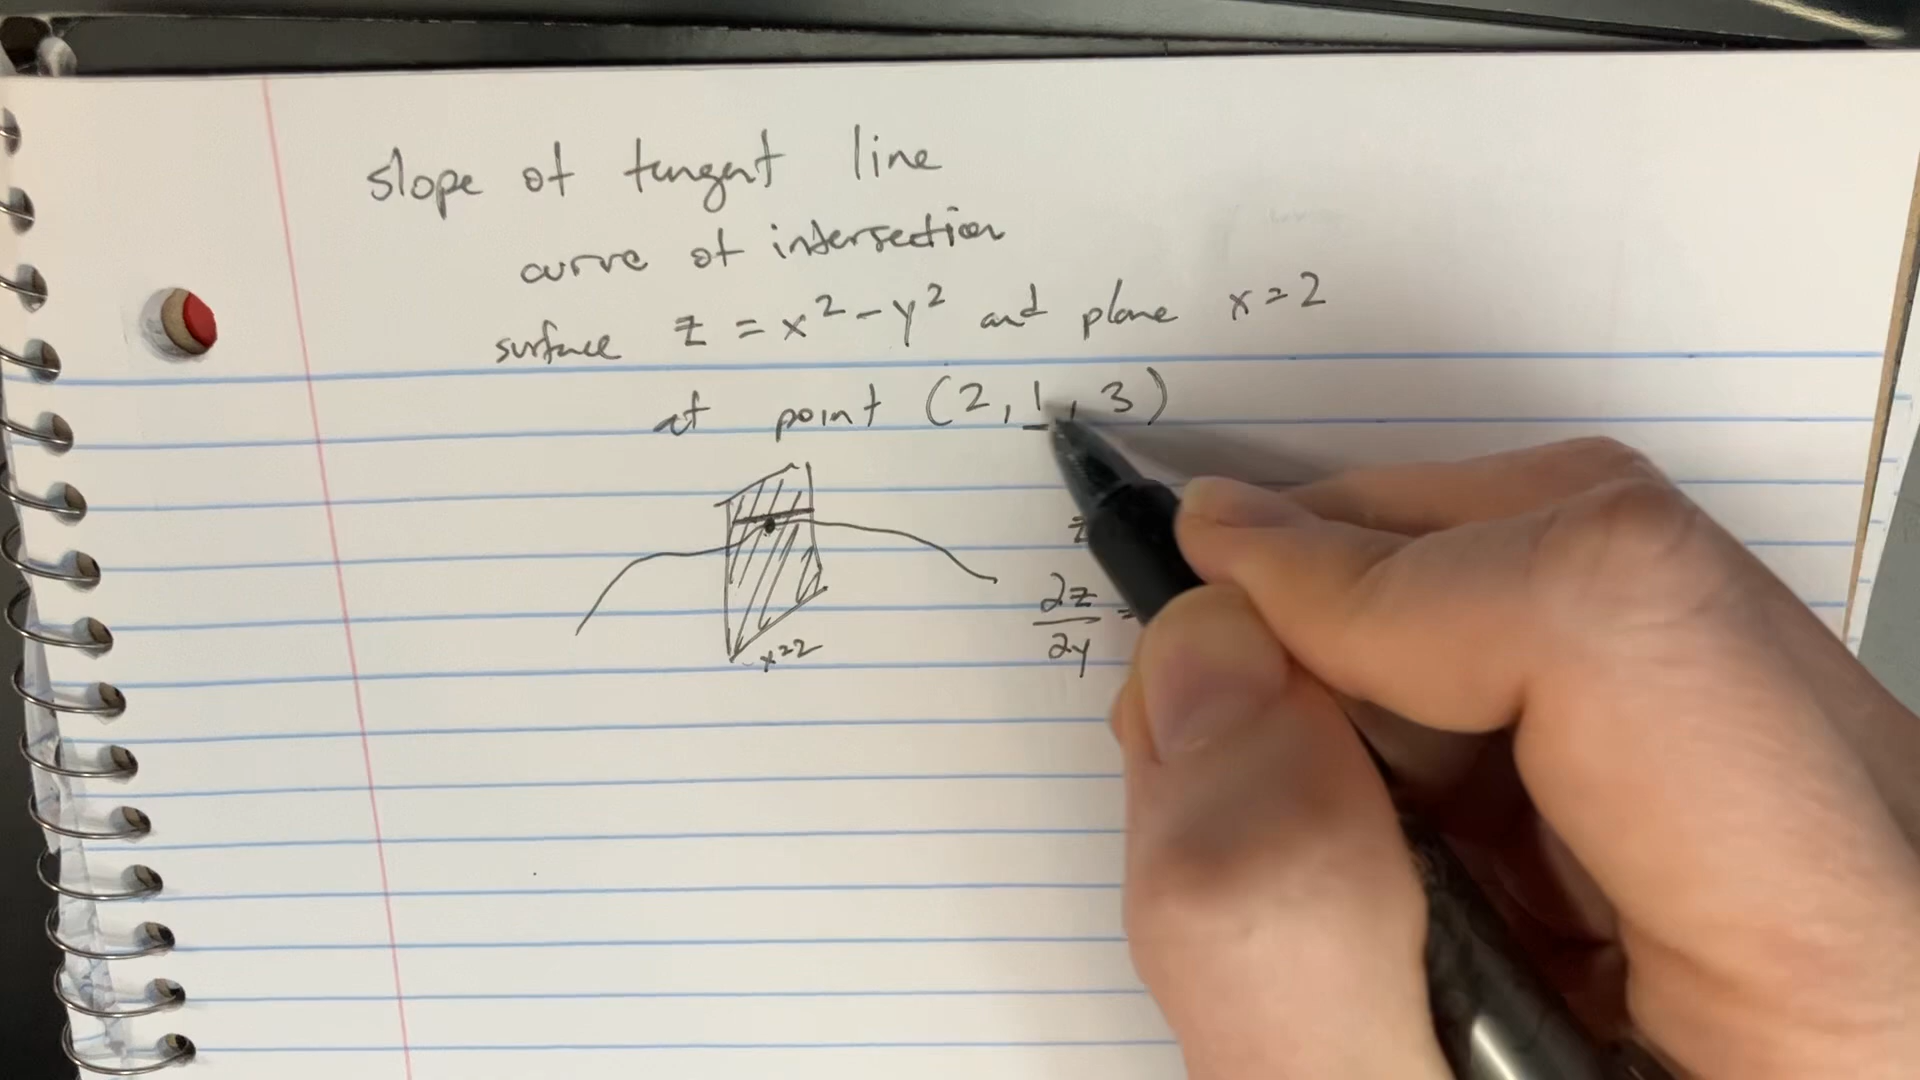 slope of tangent line
curve of intersection
surface z = x² - y² and plane x = 2
at point (2, 1, 3)
x=2
z
∂z/∂y =